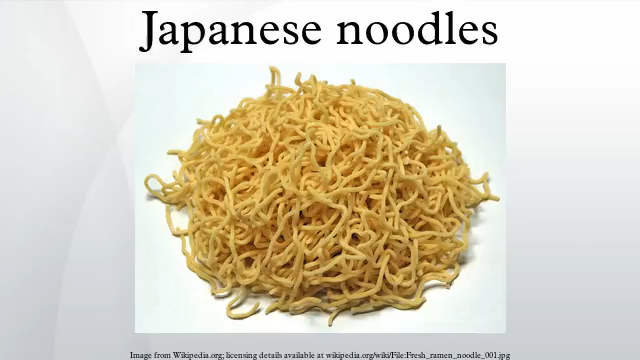 Japanese noodles
Image from Wikipedia.org; licensing details available at wikipedia.org/wiki/File:Fresh_ramen_noodle_001.jpg